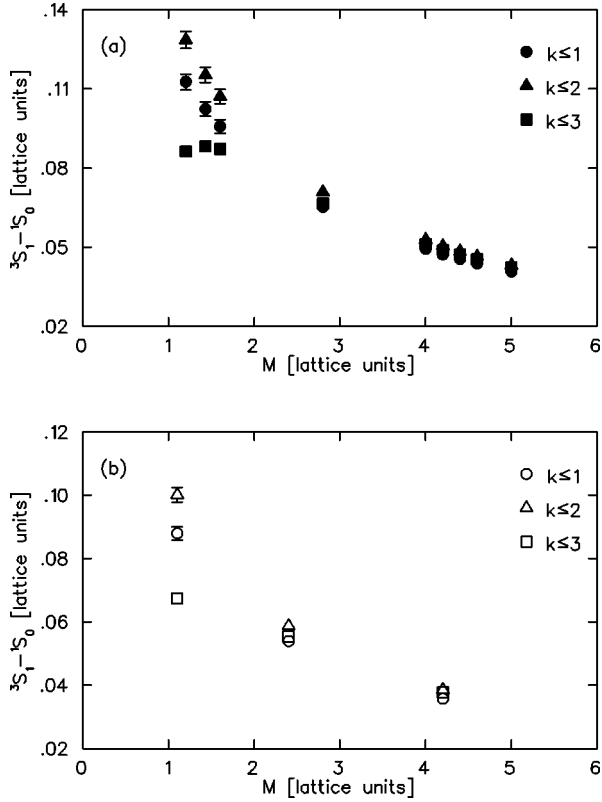 .14
(a)
k≤1
k≤2
k≤3
.11
.08
.05
.02
³S₁−¹S₀ [lattice units]
0 1 2 3 4 5 6
M [lattice units]
.12
(b)
k≤1
k≤2
k≤3
.10
.08
.06
.04
.02
³S₁−¹S₀ [lattice units]
0 1 2 3 4 5 6
M [lattice units]